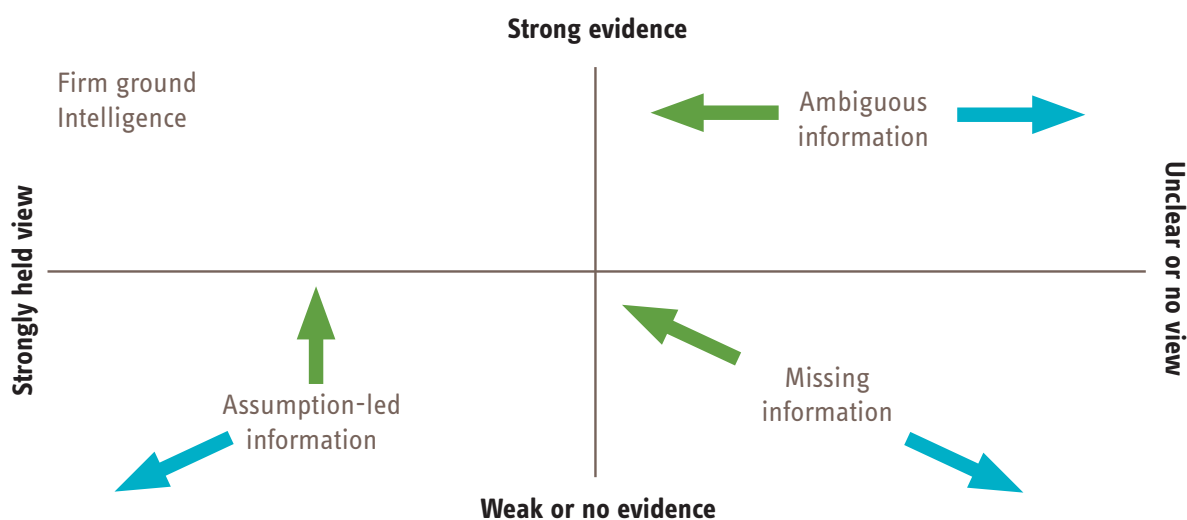 Strong evidence
Firm ground
Intelligence
Ambiguous
information
Strongly held view
Unclear or no view
Assumption-led
information
Missing
information
Weak or no evidence